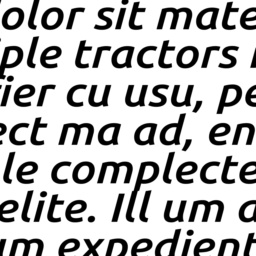 dolor sit mate
iple tractors
ier cu usu, pe
ect ma ad, en
le complecte
elite. Ill um a
um expedient